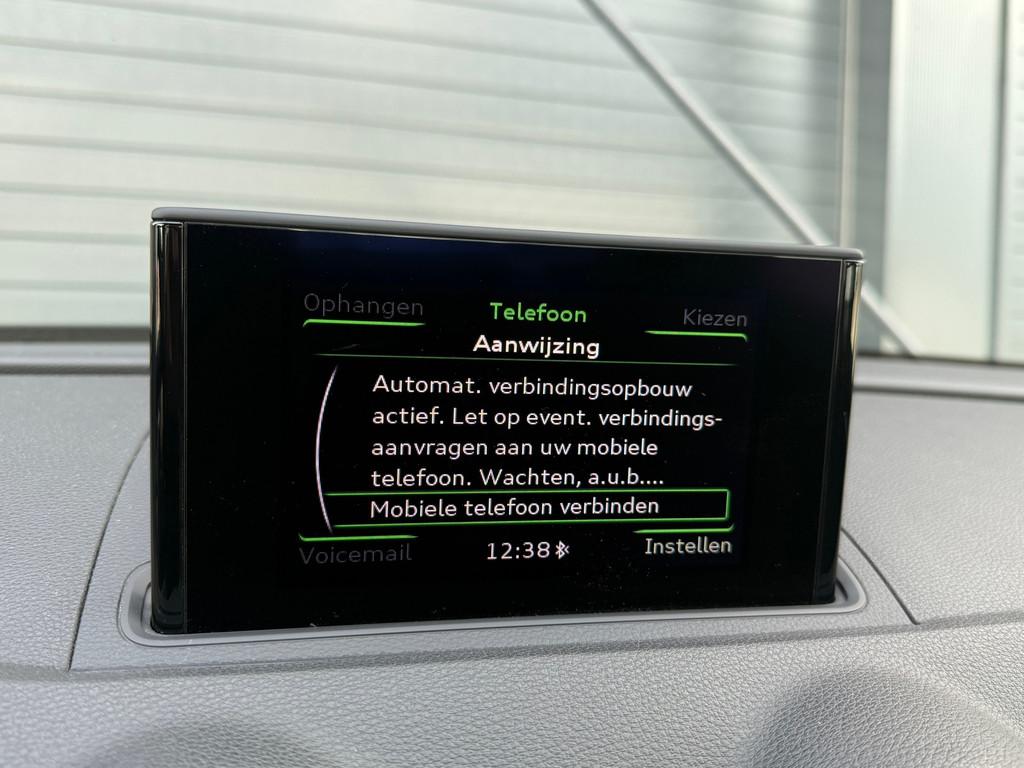 Ophangen Telefoon Kiezen
Aanwijzing
Automat. verbindingsopbouw
actief. Let op event. verbindings-
aanvragen aan uw mobiele
telefoon. Wachten, a.u.b....
Mobiele telefoon verbinden
Voicemail 12:38 Instellen